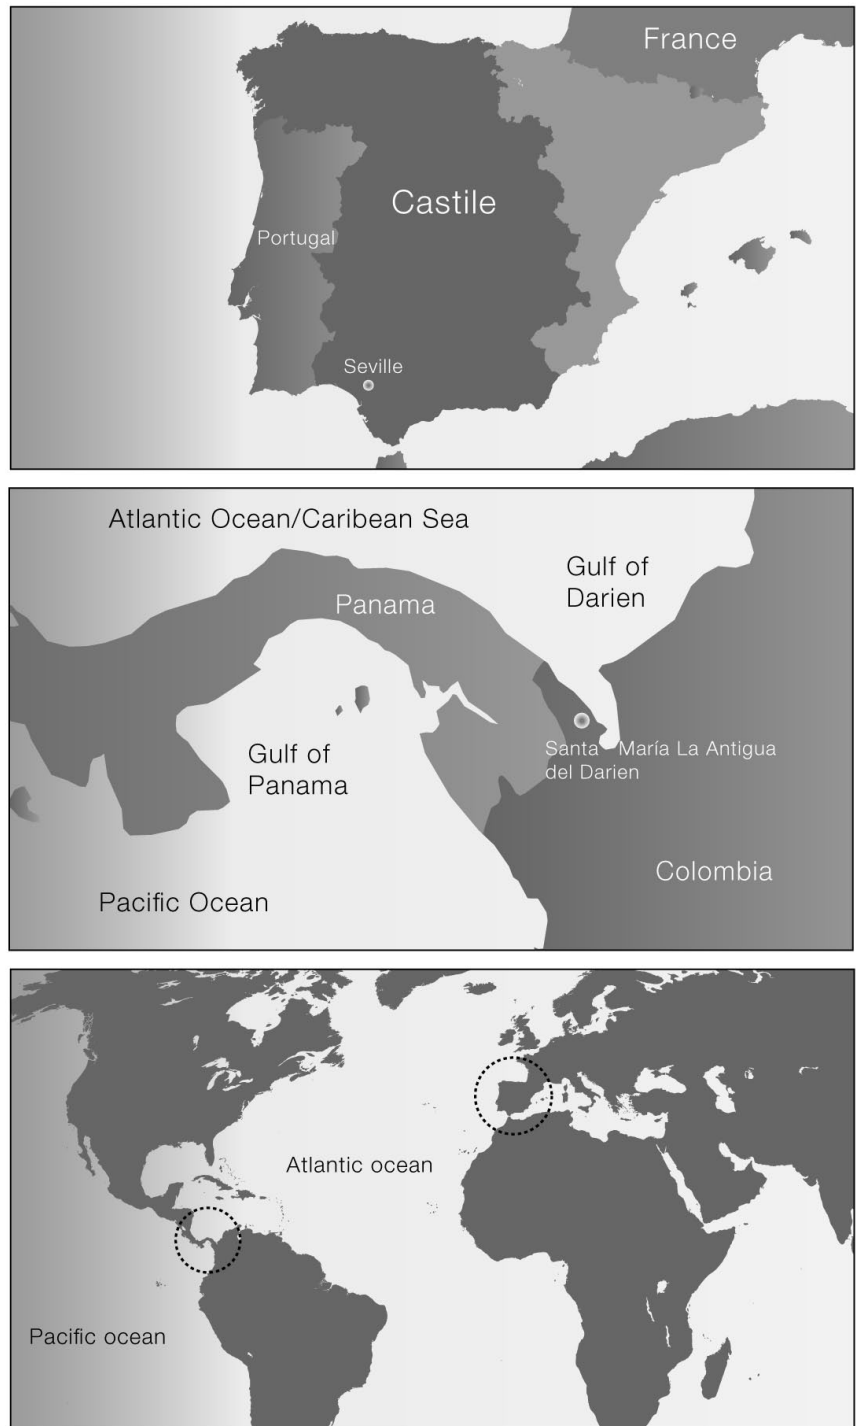 France
Castile
Portugal
Seville
Atlantic Ocean/Caribean Sea
Gulf of
Darien
Panama
Gulf of
Panama
Santa María La Antigua
del Darien
Colombia
Pacific Ocean
Atlantic ocean
Pacific ocean